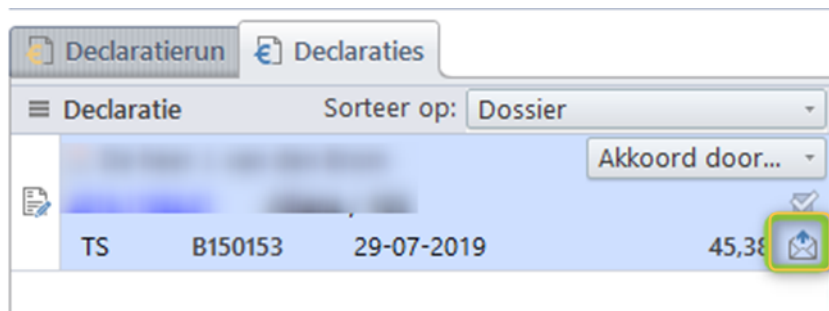 Declaratierun Declaraties
Declaratie Sorteer op: Dossier
Akkoord door...
TS B150153 29-07-2019 45,38